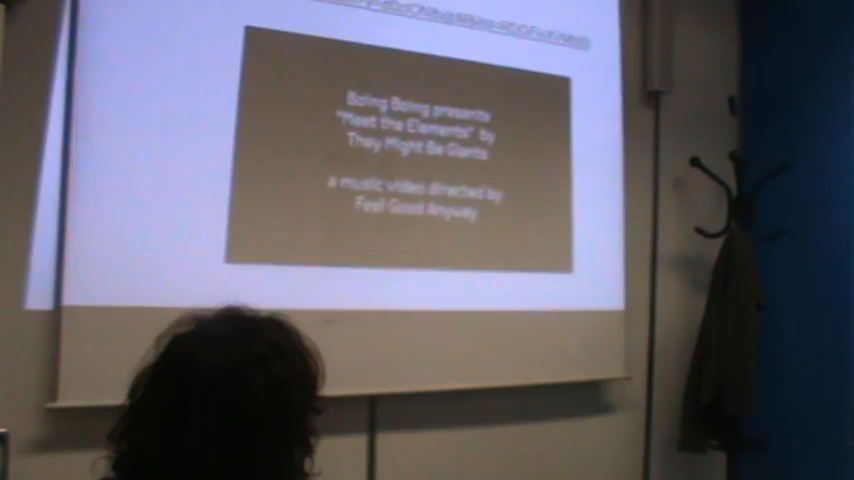 Boing Boing presents
"Meet the Elements" by
They Might Be Giants
a music video directed by
Feel Good Anyway